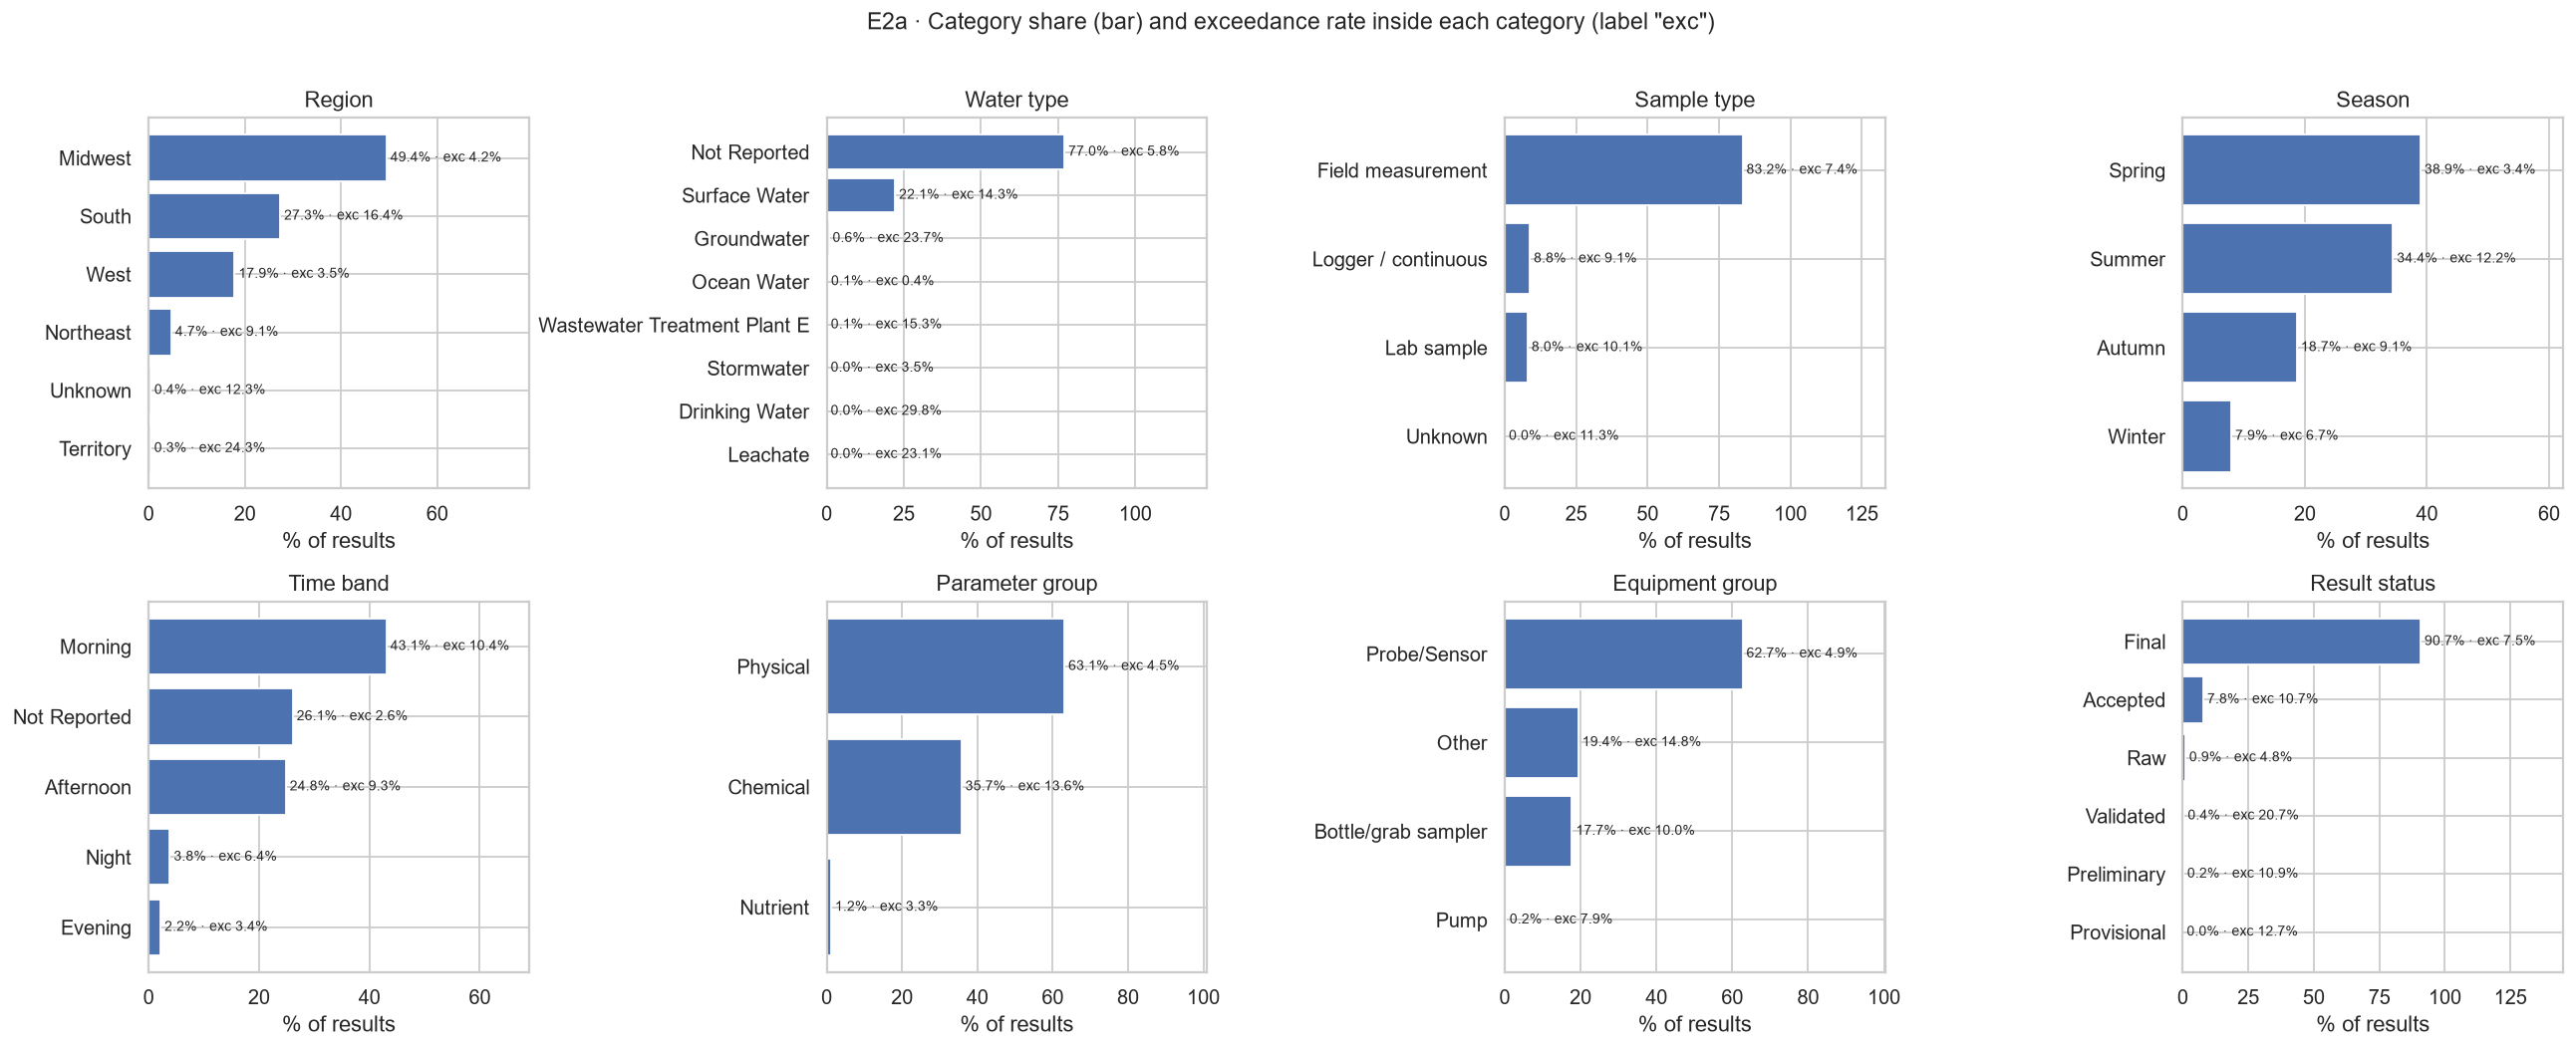 E2a · Category share (bar) and exceedance rate inside each category (label "exc")
Region
Midwest 49.4% · exc 4.2%
South 27.3% · exc 16.4%
West 17.9% · exc 3.5%
Northeast 4.7% · exc 9.1%
Unknown 0.4% · exc 12.3%
Territory 0.3% · exc 24.3%
0 20 40 60
% of results
Water type
Not Reported 77.0% · exc 5.8%
Surface Water 22.1% · exc 14.3%
Groundwater 0.6% · exc 23.7%
Ocean Water 0.1% · exc 0.4%
Wastewater Treatment Plant E 0.1% · exc 15.3%
Stormwater 0.0% · exc 3.5%
Drinking Water 0.0% · exc 29.8%
Leachate 0.0% · exc 23.1%
0 25 50 75 100
% of results
Sample type
Field measurement 83.2% · exc 7.4%
Logger / continuous 8.8% · exc 9.1%
Lab sample 8.0% · exc 10.1%
Unknown 0.0% · exc 11.3%
0 25 50 75 100 125
% of results
Season
Spring 38.9% · exc 3.4%
Summer 34.4% · exc 12.2%
Autumn 18.7% · exc 9.1%
Winter 7.9% · exc 6.7%
0 20 40 60
% of results
Time band
Morning 43.1% · exc 10.4%
Not Reported 26.1% · exc 2.6%
Afternoon 24.8% · exc 9.3%
Night 3.8% · exc 6.4%
Evening 2.2% · exc 3.4%
0 20 40 60
% of results
Parameter group
Physical 63.1% · exc 4.5%
Chemical 35.7% · exc 13.6%
Nutrient 1.2% · exc 3.3%
0 20 40 60 80 100
% of results
Equipment group
Probe/Sensor 62.7% · exc 4.9%
Other 19.4% · exc 14.8%
Bottle/grab sampler 17.7% · exc 10.0%
Pump 0.2% · exc 7.9%
0 20 40 60 80 100
% of results
Result status
Final 90.7% · exc 7.5%
Accepted 7.8% · exc 10.7%
Raw 0.9% · exc 4.8%
Validated 0.4% · exc 20.7%
Preliminary 0.2% · exc 10.9%
Provisional 0.0% · exc 12.7%
0 25 50 75 100 125
% of results